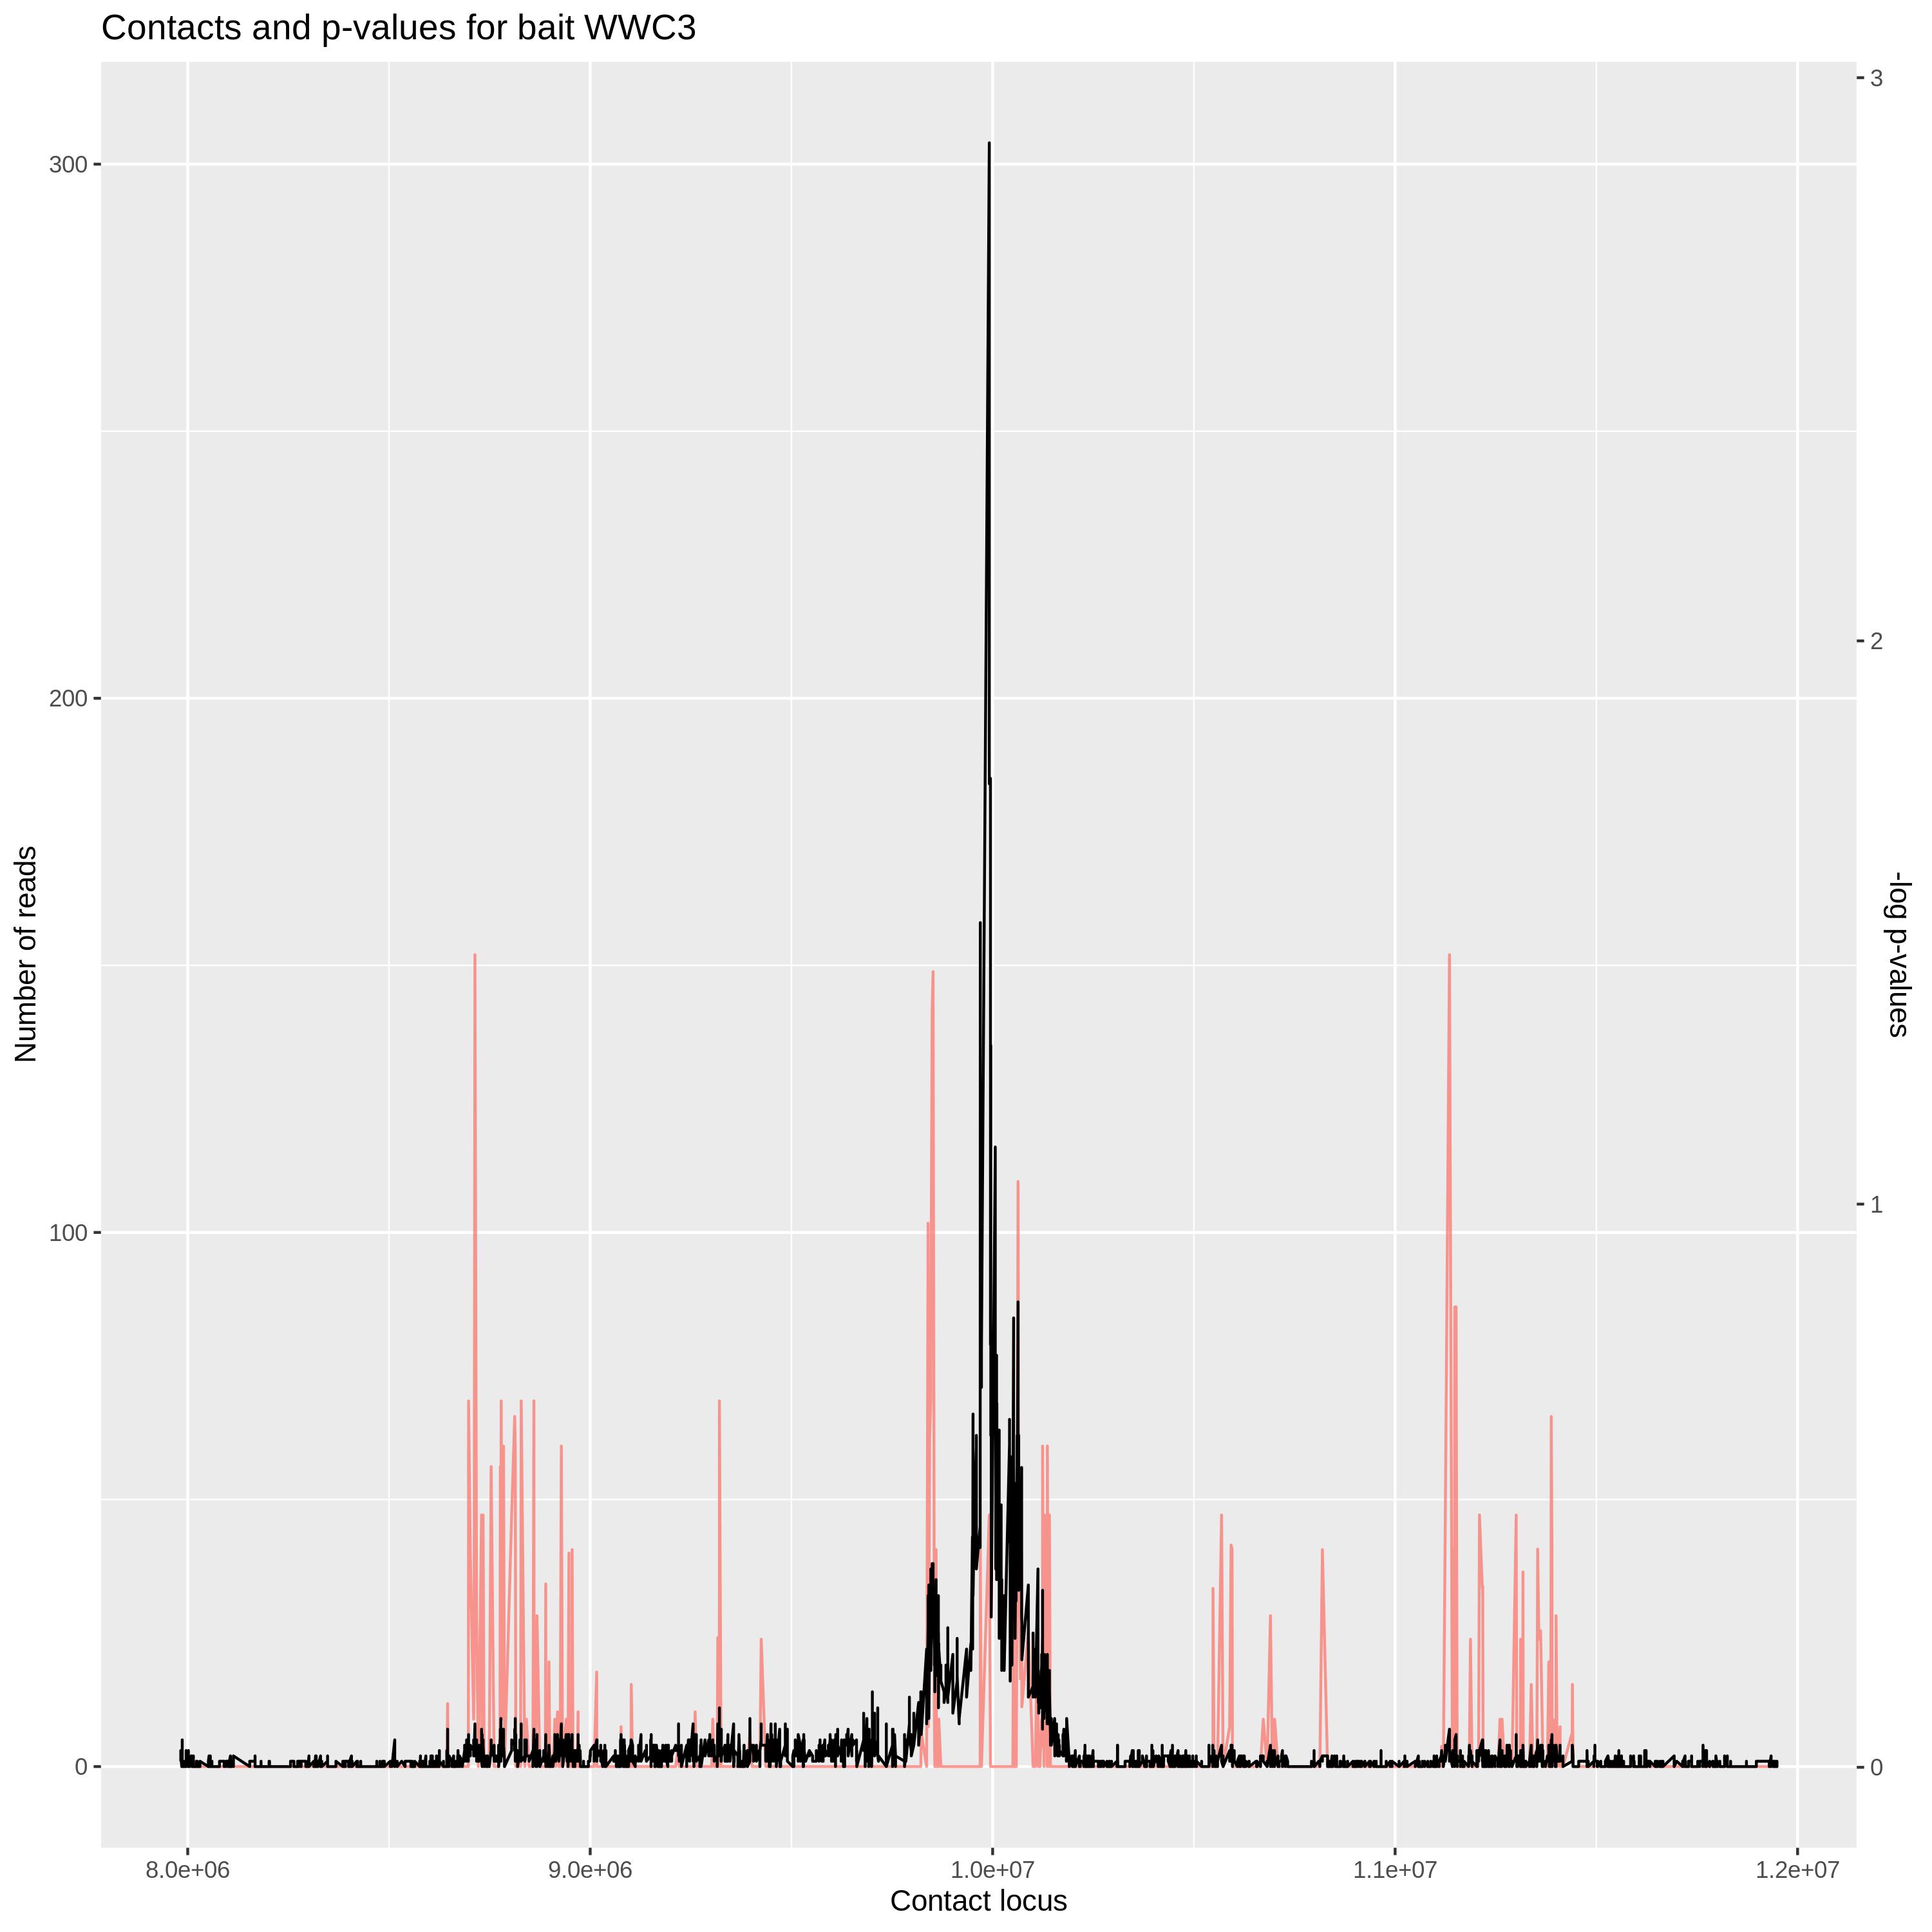 Contacts and p-values for bait WWC3
300
200
100
0
Number of reads
3
2
1
0
-log p-values
8.0e+06
9.0e+06
1.0e+07
1.1e+07
1.2e+07
Contact locus